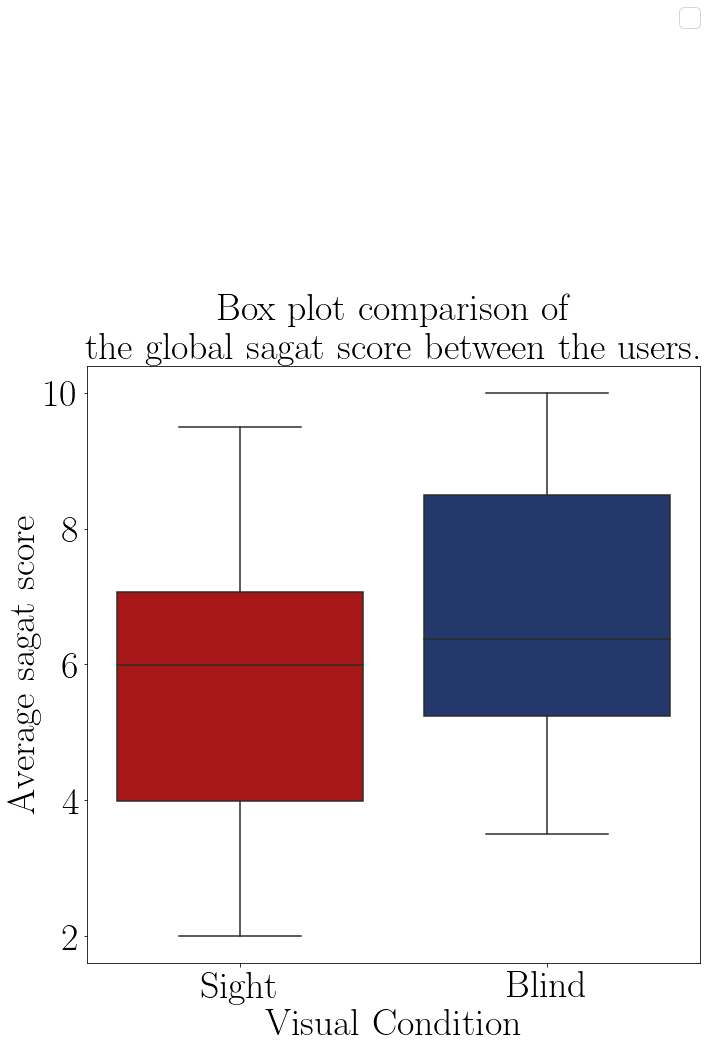 Box plot comparison of
the global sagat score between the users.
Average sagat score
10
8
6
4
2
Sight
Blind
Visual Condition